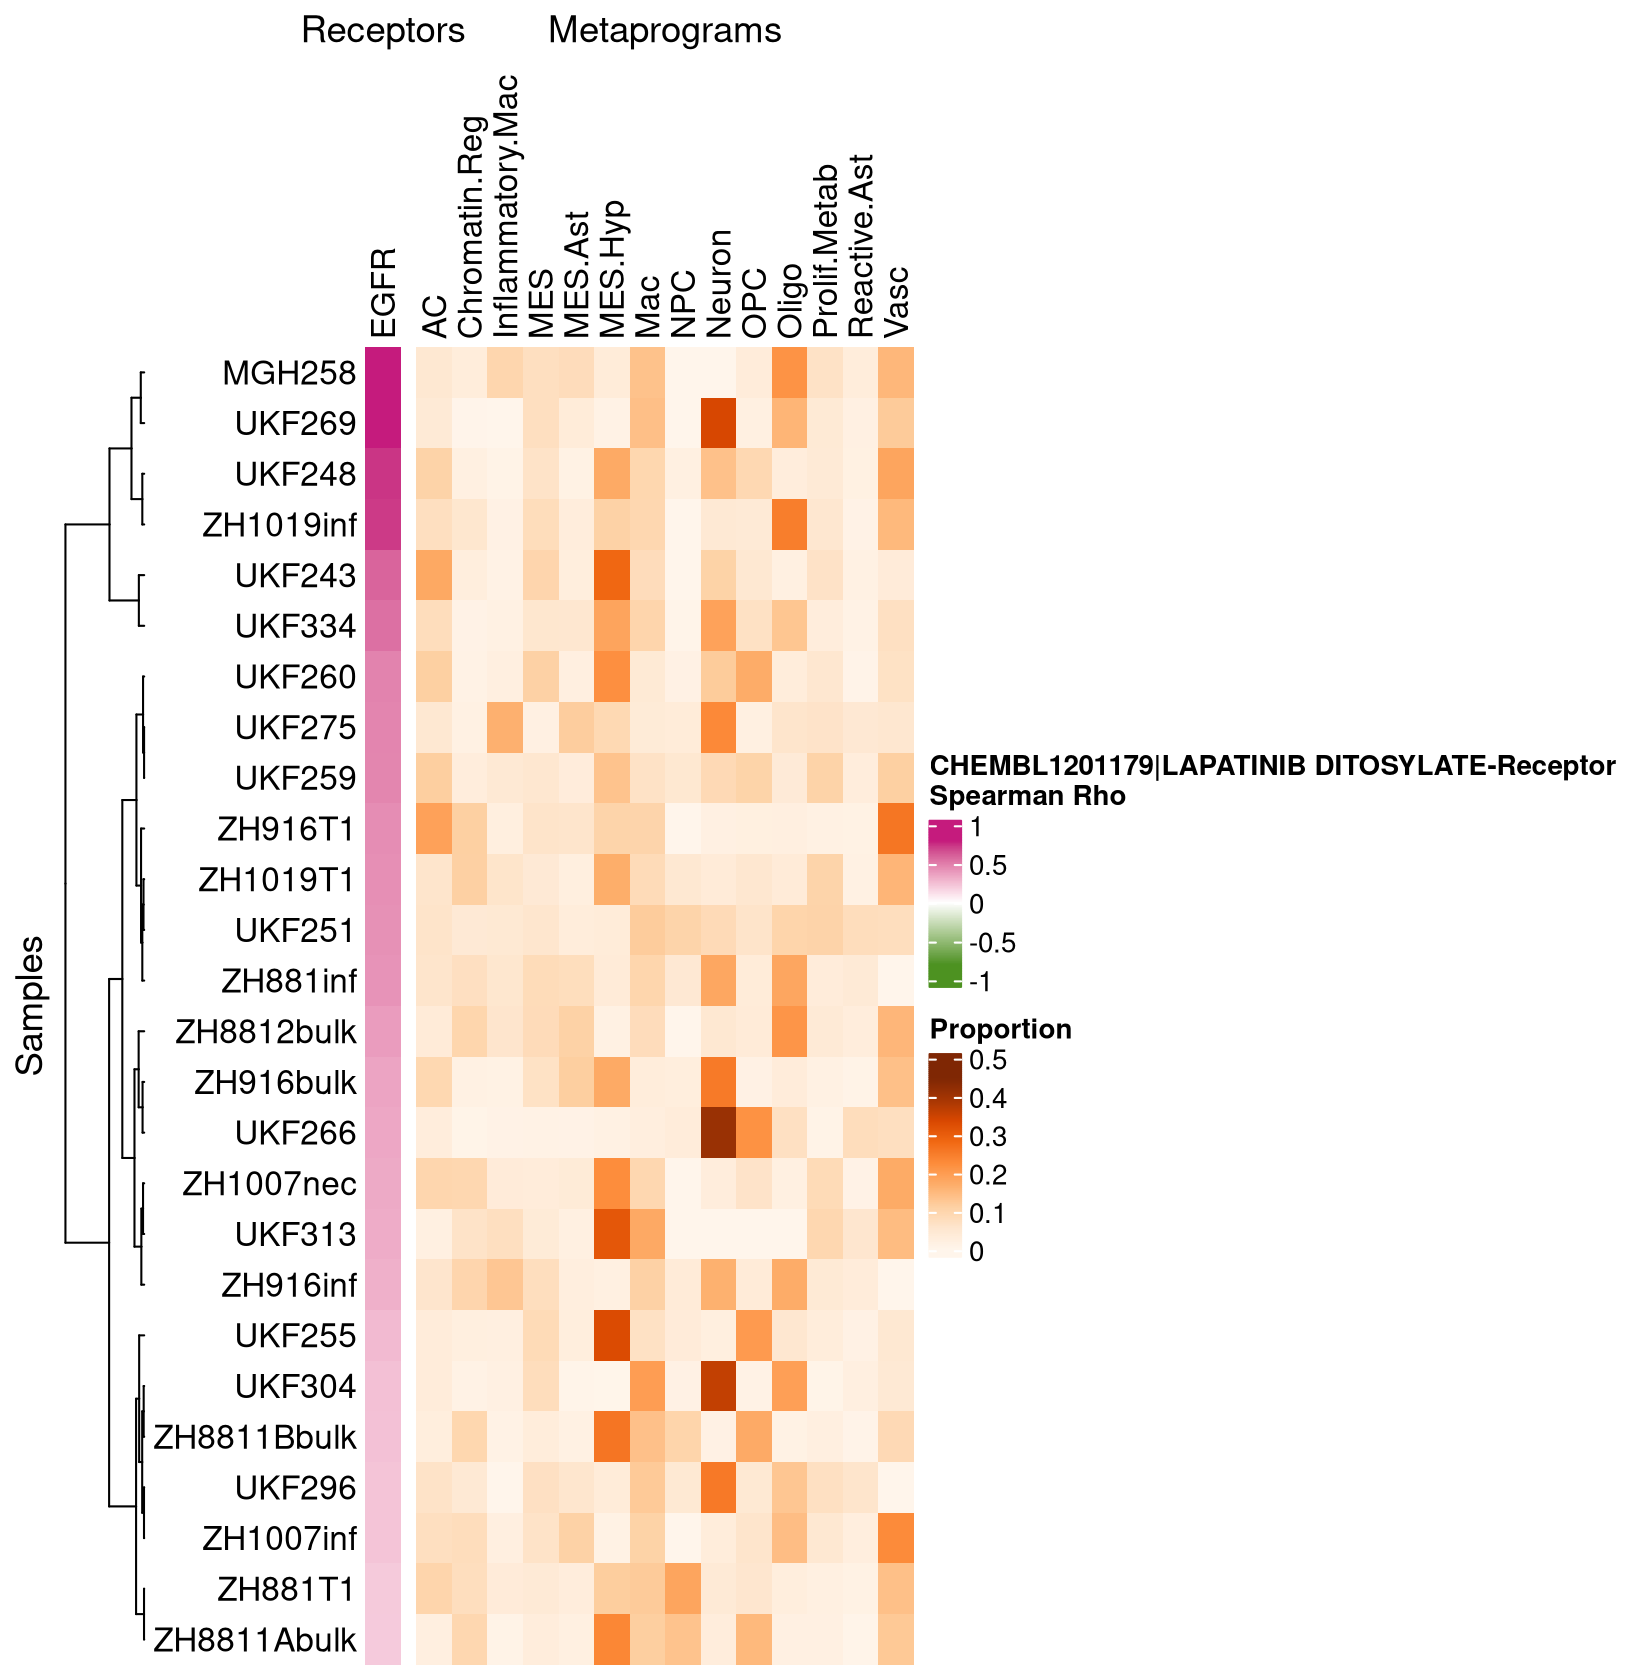 Receptors Metaprograms
EGFR
AC
Chromatin.Reg
Inflammatory.Mac
MES
MES.Ast
MES.Hyp
Mac
NPC
Neuron
OPC
Oligo
Prolif.Metab
Reactive.Ast
Vasc
Samples
MGH258
UKF269
UKF248
ZH1019inf
UKF243
UKF334
UKF260
UKF275
UKF259
ZH916T1
ZH1019T1
UKF251
ZH881inf
ZH8812bulk
ZH916bulk
UKF266
ZH1007nec
UKF313
ZH916inf
UKF255
UKF304
ZH8811Bbulk
UKF296
ZH1007inf
ZH881T1
ZH8811Abulk
CHEMBL1201179|LAPATINIB DITOSYLATE-Receptor
Spearman Rho
1
0.5
0
-0.5
-1
Proportion
0.5
0.4
0.3
0.2
0.1
0